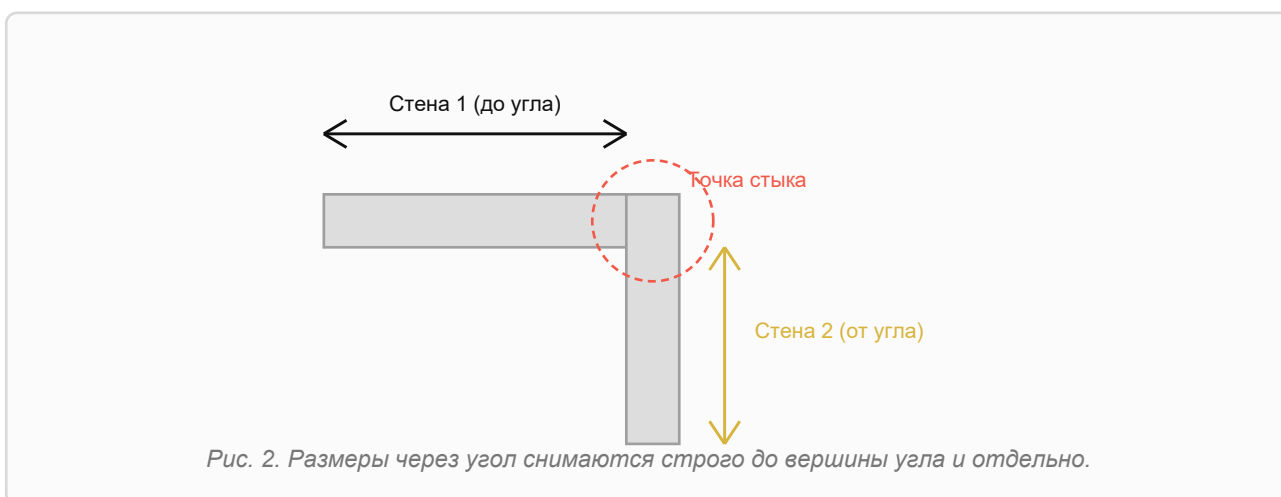 Стена 1 (до угла)
Точка стыка
Стена 2 (от угла)
Рис. 2. Размеры через угол снимаются строго до вершины угла и отдельно.